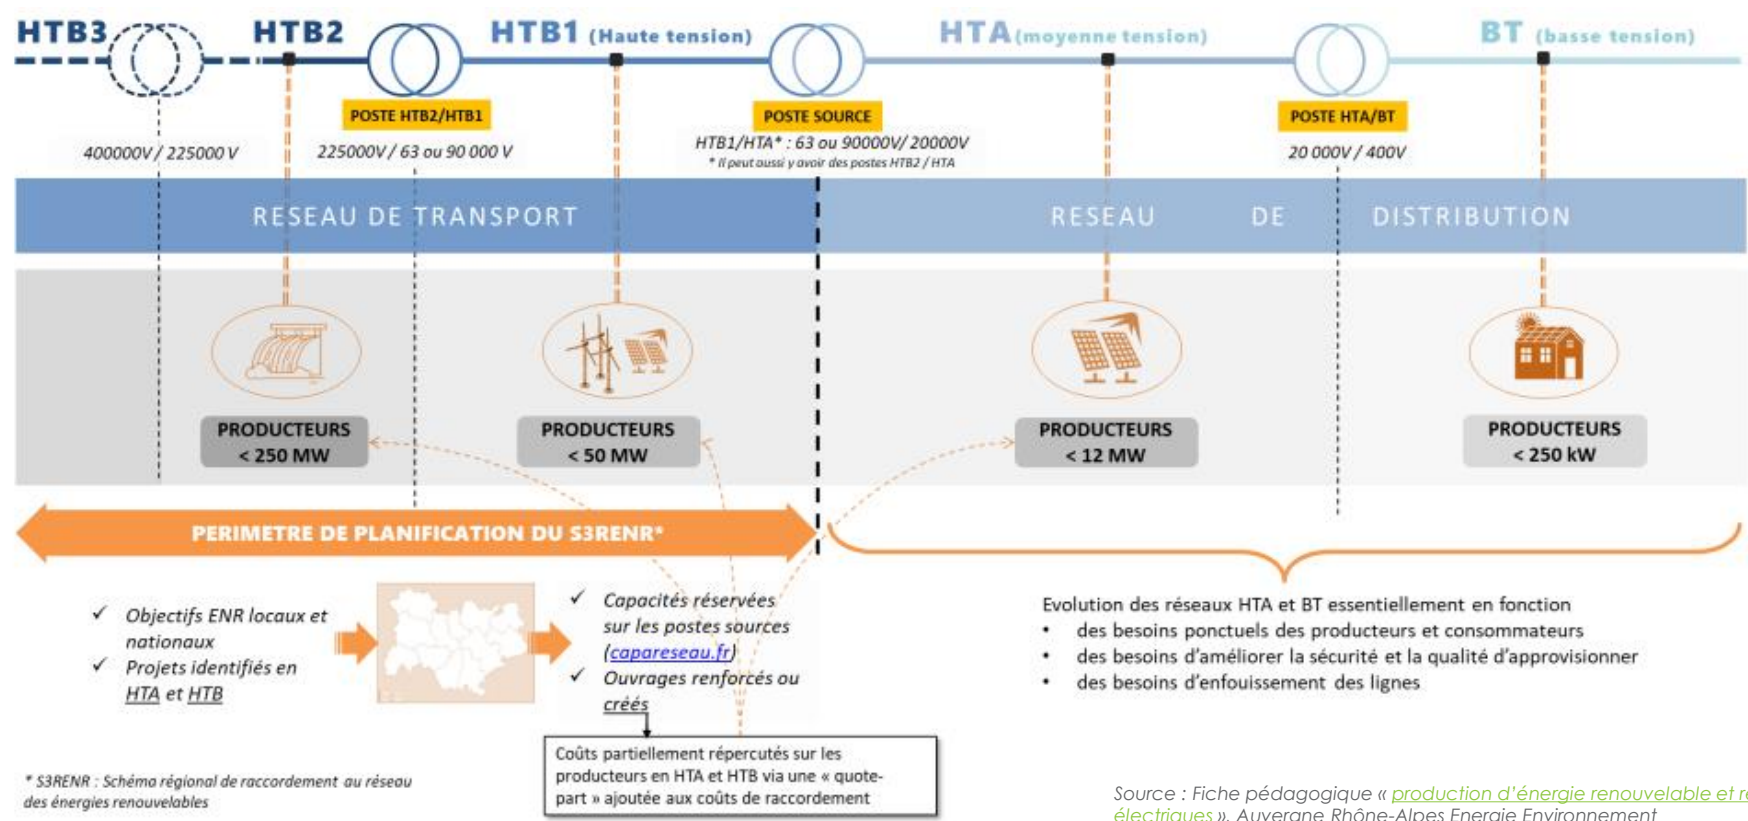 HTB3
HTB2
HTB1 (Haute tension)
HTA (moyenne tension)
BT (basse tension)
POSTE HTB2/HTB1
POSTE SOURCE
POSTE HTA/BT
400000V / 225000 V
225000V / 63 ou 90 000 V
HTB1/HTA* : 63 ou 90000V/ 20000V
* Il peut aussi y avoir des postes HTB2 / HTA
20 000V / 400V
RESEAU DE TRANSPORT
RESEAU DE DISTRIBUTION
PRODUCTEURS
< 250 MW
PRODUCTEURS
< 50 MW
PRODUCTEURS
< 12 MW
PRODUCTEURS
< 250 kW
PERIMETRE DE PLANIFICATION DU S3RENR*
✓ Objectifs ENR locaux et
nationaux
✓ Projets identifiés en
HTA et HTB
✓ Capacités réservées
sur les postes sources
(capareseau.fr)
✓ Ouvrages renforcés ou
créés
Coûts partiellement répercutés sur les
producteurs en HTA et HTB via une « quote-
part » ajoutée aux coûts de raccordement
Evolution des réseaux HTA et BT essentiellement en fonction
• des besoins ponctuels des producteurs et consommateurs
• des besoins d'améliorer la sécurité et la qualité d'approvisionner
• des besoins d'enfouissement des lignes
* S3RENR : Schéma régional de raccordement au réseau
des énergies renouvelables
Source : Fiche pédagogique « production d'énergie renouvelable et
électriques », Auvergne Rhône-Alpes Energie Environnement